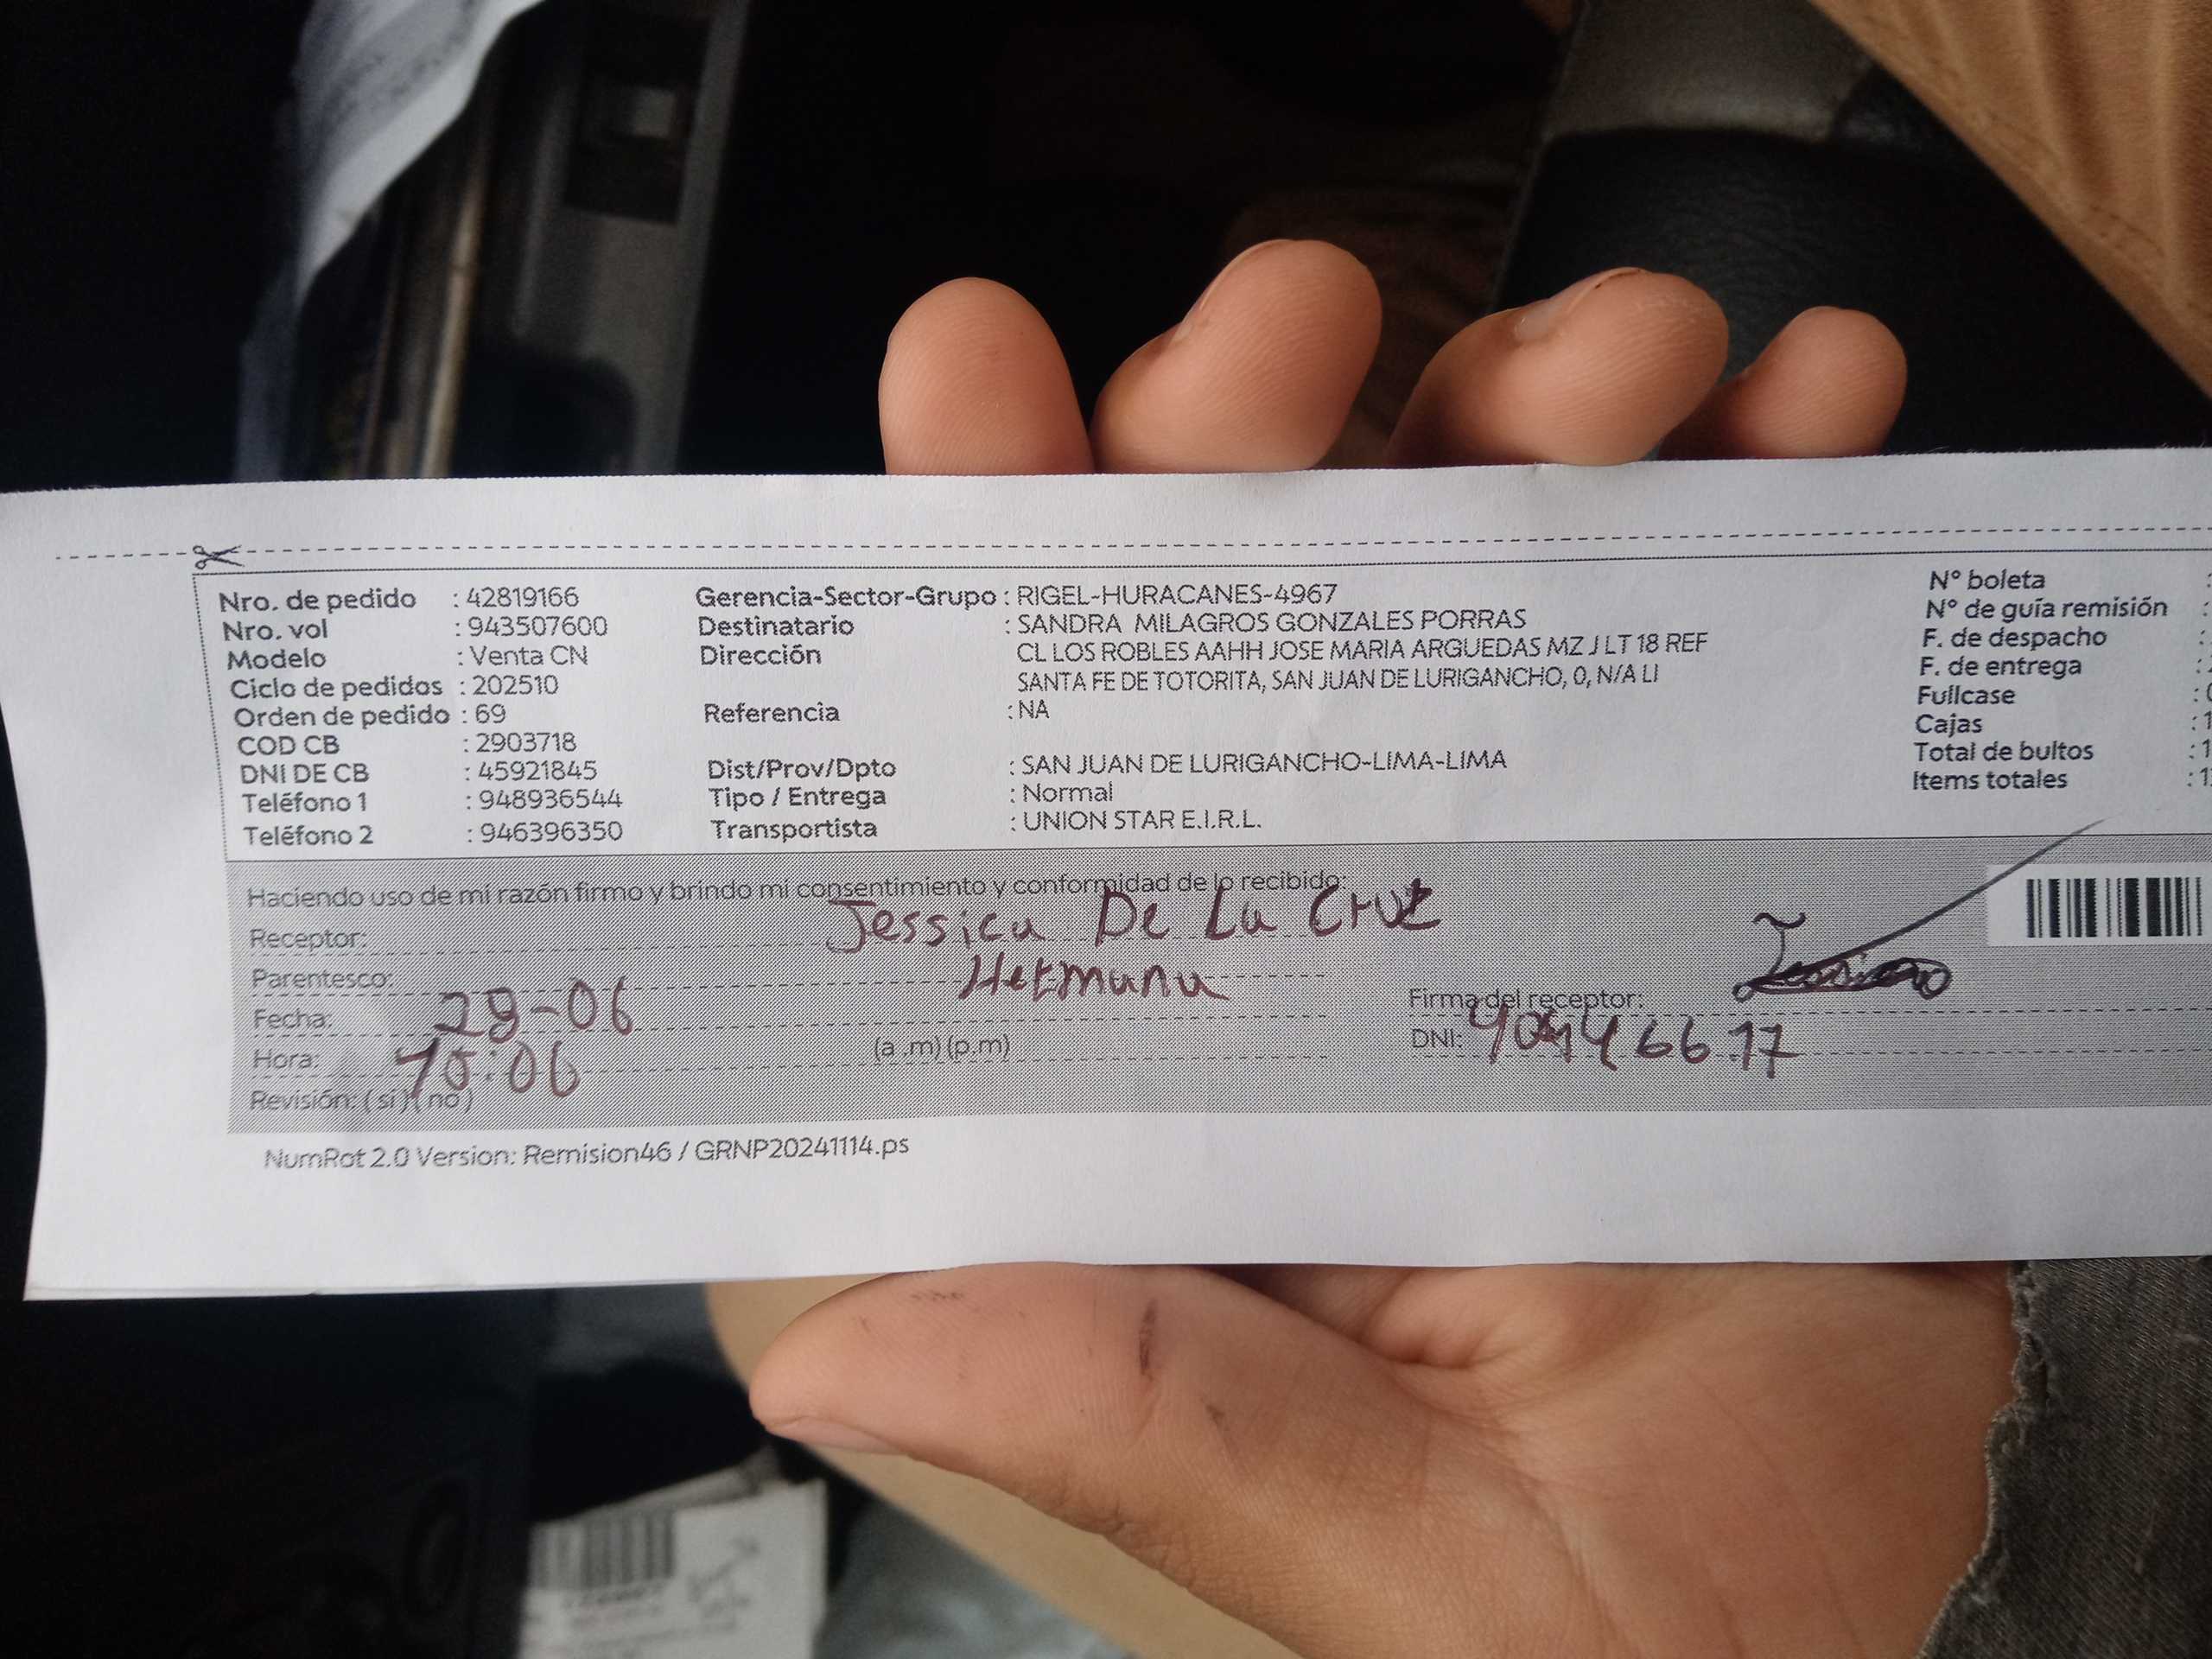 Nro. de pedido : 42819166
Nro. vol : 943507600
Modelo : Venta CN
Ciclo de pedidos : 202510
Orden de pedido : 69
COD CB : 2903718
DNI DE CB : 45921845
Teléfono 1 : 948936544
Teléfono 2 : 946396350
Gerencia-Sector-Grupo : RIGEL-HURACANES-4967
Destinatario : SANDRA MILAGROS GONZALES PORRAS
Dirección CL LOS ROBLES AAHH JOSE MARIA ARGUEDAS MZ J LT 18 REF
SANTA FE DE TOTORITA, SAN JUAN DE LURIGANCHO, 0, N/A LI
Referencia : NA
Dist/Prov/Dpto : SAN JUAN DE LURIGANCHO-LIMA-LIMA
Tipo / Entrega : Normal
Transportista : UNION STAR E.I.R.L.
N° boleta :
N° de guía remisión :
F. de despacho :
F. de entrega :
Fullcase :
Cajas : 1
Total de bultos : 1
Items totales :
Haciendo uso de mi razón firmo y brindo mi consentimiento y conformidad de lo recibido:
Receptor: Jessica De La Cruz
Parentesco: Hermana
Fecha: 28-06
Hora: 15:06 (a .m) (p.m)
Revisión: ( si ) ( no )
Firma del receptor:
DNI:
NumRot 2.0 Version: Remision46 / GRNP20241114.ps